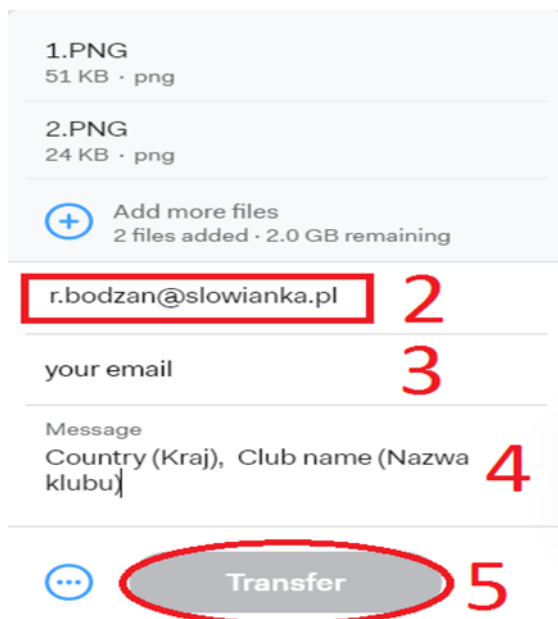 1.PNG
51 KB · png
2.PNG
24 KB · png
Add more files
2 files added · 2.0 GB remaining
r.bodzan@slowianka.pl 2
your email 3
Message
Country (Kraj), Club name (Nazwa
klubu) 4
Transfer 5